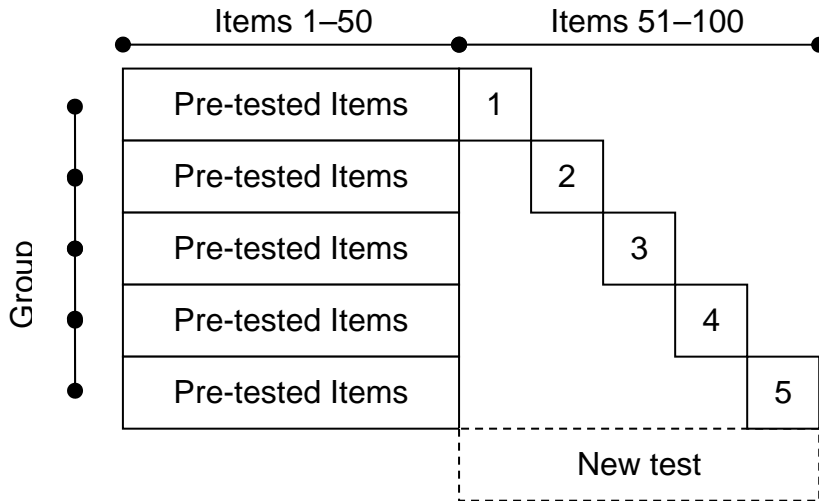 Items 1–50 Items 51–100
Pre-tested Items 1
Pre-tested Items 2
Pre-tested Items 3
Pre-tested Items 4
Pre-tested Items 5
Group
New test